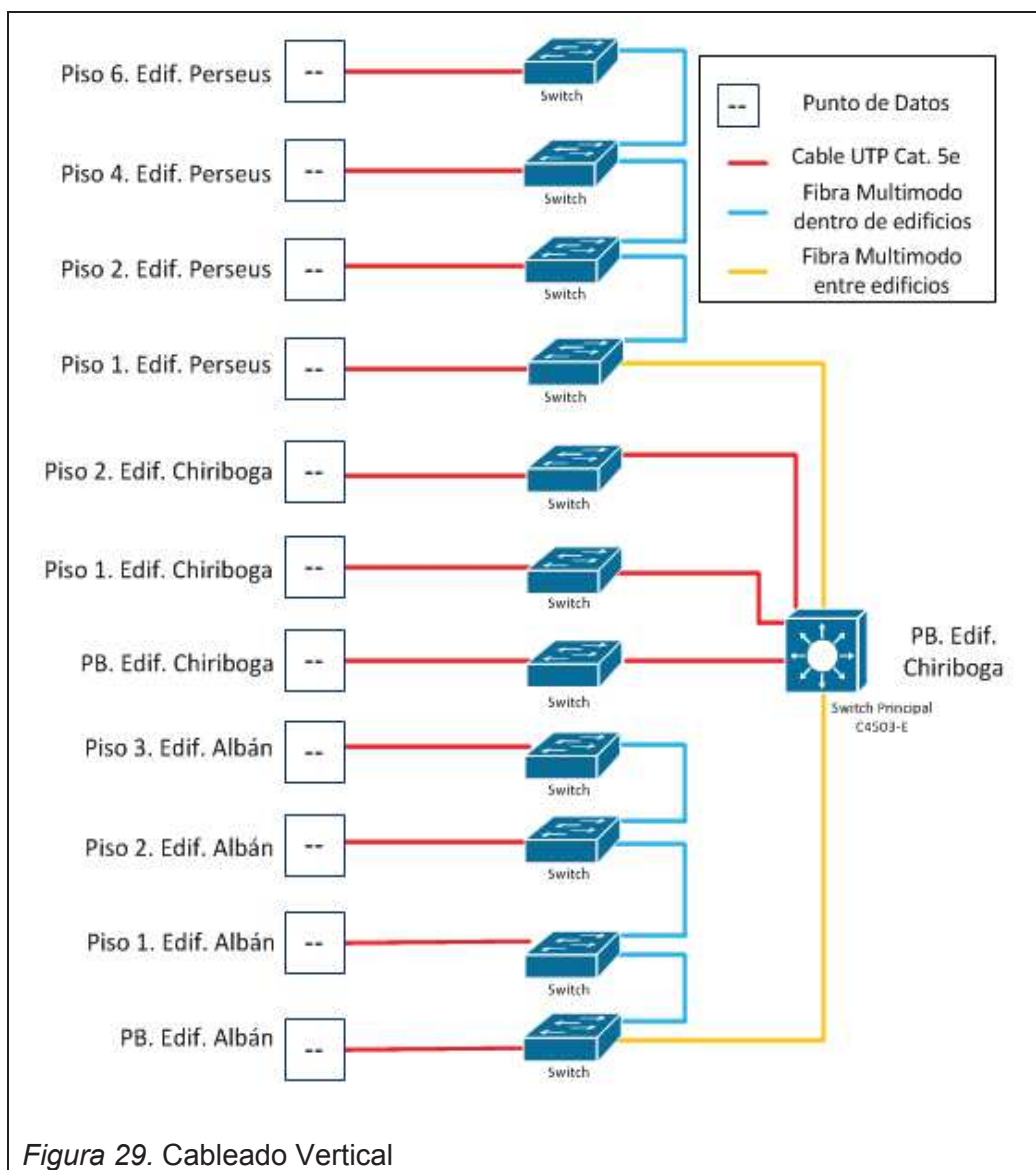 Piso 6. Edif. Perseus
--
Switch
Piso 4. Edif. Perseus
--
Switch
Piso 2. Edif. Perseus
--
Switch
Piso 1. Edif. Perseus
--
Switch
Piso 2. Edif. Chiriboga
--
Switch
Piso 1. Edif. Chiriboga
--
Switch
PB. Edif. Chiriboga
--
Switch
Piso 3. Edif. Albán
--
Switch
Piso 2. Edif. Albán
--
Switch
Piso 1. Edif. Albán
--
Switch
PB. Edif. Albán
--
Switch
--
Punto de Datos
Cable UTP Cat. 5e
Fibra Multimodo
dentro de edificios
Fibra Multimodo
entre edificios
PB. Edif.
Chiriboga
Switch Principal
C4503-E
Figura 29. Cableado Vertical